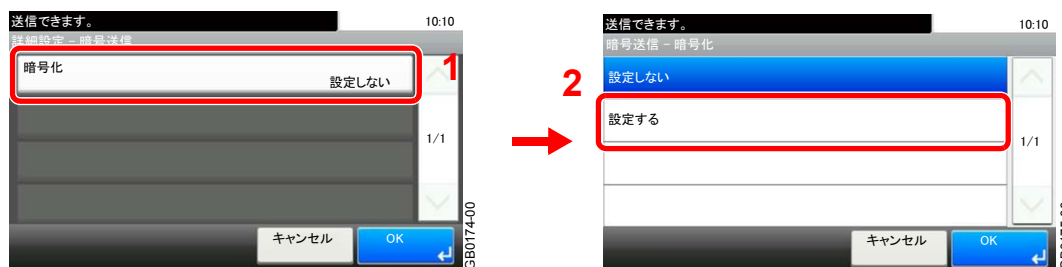 送信できます。
10:10
詳細設定 - 暗号送信
暗号化
設定しない
1
1/1
キャンセル
OK
GB0174-00
送信できます。
10:10
暗号送信 - 暗号化
2
設定しない
設定する
1/1
キャンセル
OK